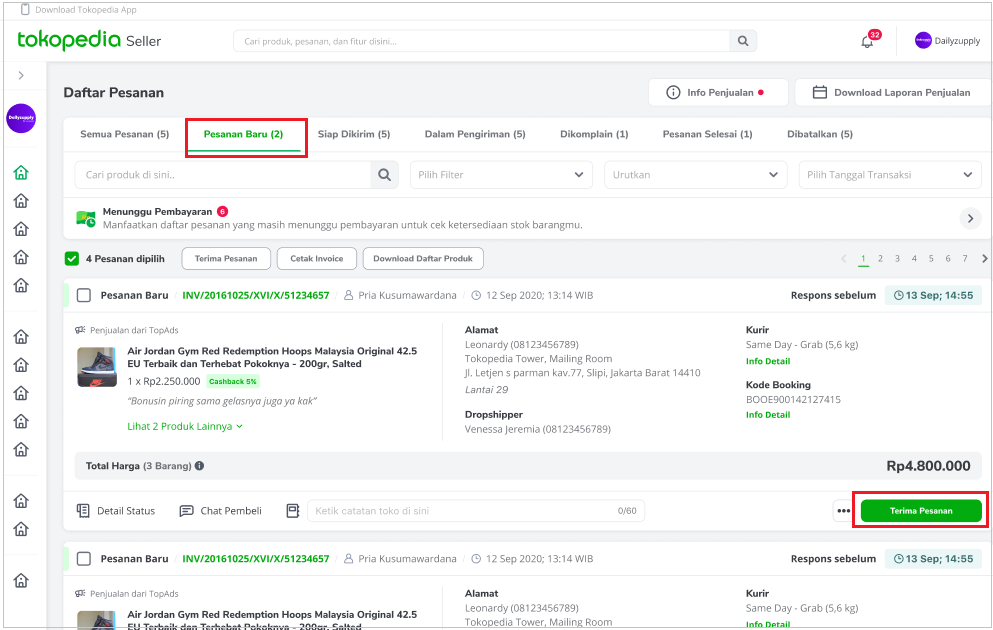 Download Tokopedia App
tokopedia Seller
Cari produk, pesanan, dan fitur disini...
32
Dailyzupply
Dailyzupply
Daftar Pesanan
Info Penjualan
Download Laporan Penjualan
Semua Pesanan (5)
Pesanan Baru (2)
Siap Dikirim (5)
Dalam Pengiriman (5)
Dikomplain (1)
Pesanan Selesai (1)
Dibatalkan (5)
Cari produk di sini..
Pilih Filter
Urutkan
Pilih Tanggal Transaksi
Menunggu Pembayaran 6
Manfaatkan daftar pesanan yang masih menunggu pembayaran untuk cek ketersediaan stok barangmu.
4 Pesanan dipilih
Terima Pesanan
Cetak Invoice
Download Daftar Produk
1 2 3 4 5 6 7
Pesanan Baru / INV/20161025/XVI/X/51234657 / Pria Kusumawardana / 12 Sep 2020; 13:14 WIB
Respons sebelum 13 Sep; 14:55
Penjualan dari TopAds
Air Jordan Gym Red Redemption Hoops Malaysia Original 42.5
EU Terbaik dan Terhebat Pokoknya - 200gr, Salted
1 x Rp2.250.000 Cashback 5%
“Bonusin piring sama gelasnya juga ya kak”
Lihat 2 Produk Lainnya
Alamat
Leonardy (08123456789)
Tokopedia Tower, Mailing Room
Jl. Letjen s parman kav.77, Slipi, Jakarta Barat 14410
Lantai 29
Dropshipper
Venessa Jeremia (08123456789)
Kurir
Same Day - Grab (5,6 kg)
Info Detail
Kode Booking
BOOE900142127415
Info Detail
Total Harga (3 Barang)
Rp4.800.000
Detail Status
Chat Pembeli
Ketik catatan toko di sini
0/60
Terima Pesanan
Pesanan Baru / INV/20161025/XVI/X/51234657 / Pria Kusumawardana / 12 Sep 2020; 13:14 WIB
Respons sebelum 13 Sep; 14:55
Penjualan dari TopAds
Air Jordan Gym Red Redemption Hoops Malaysia Original 42.5
EU Terbaik dan Terhebat Pokoknya - 200gr, Salted
Alamat
Leonardy (08123456789)
Tokopedia Tower, Mailing Room
Kurir
Same Day - Grab (5,6 kg)
Info Detail